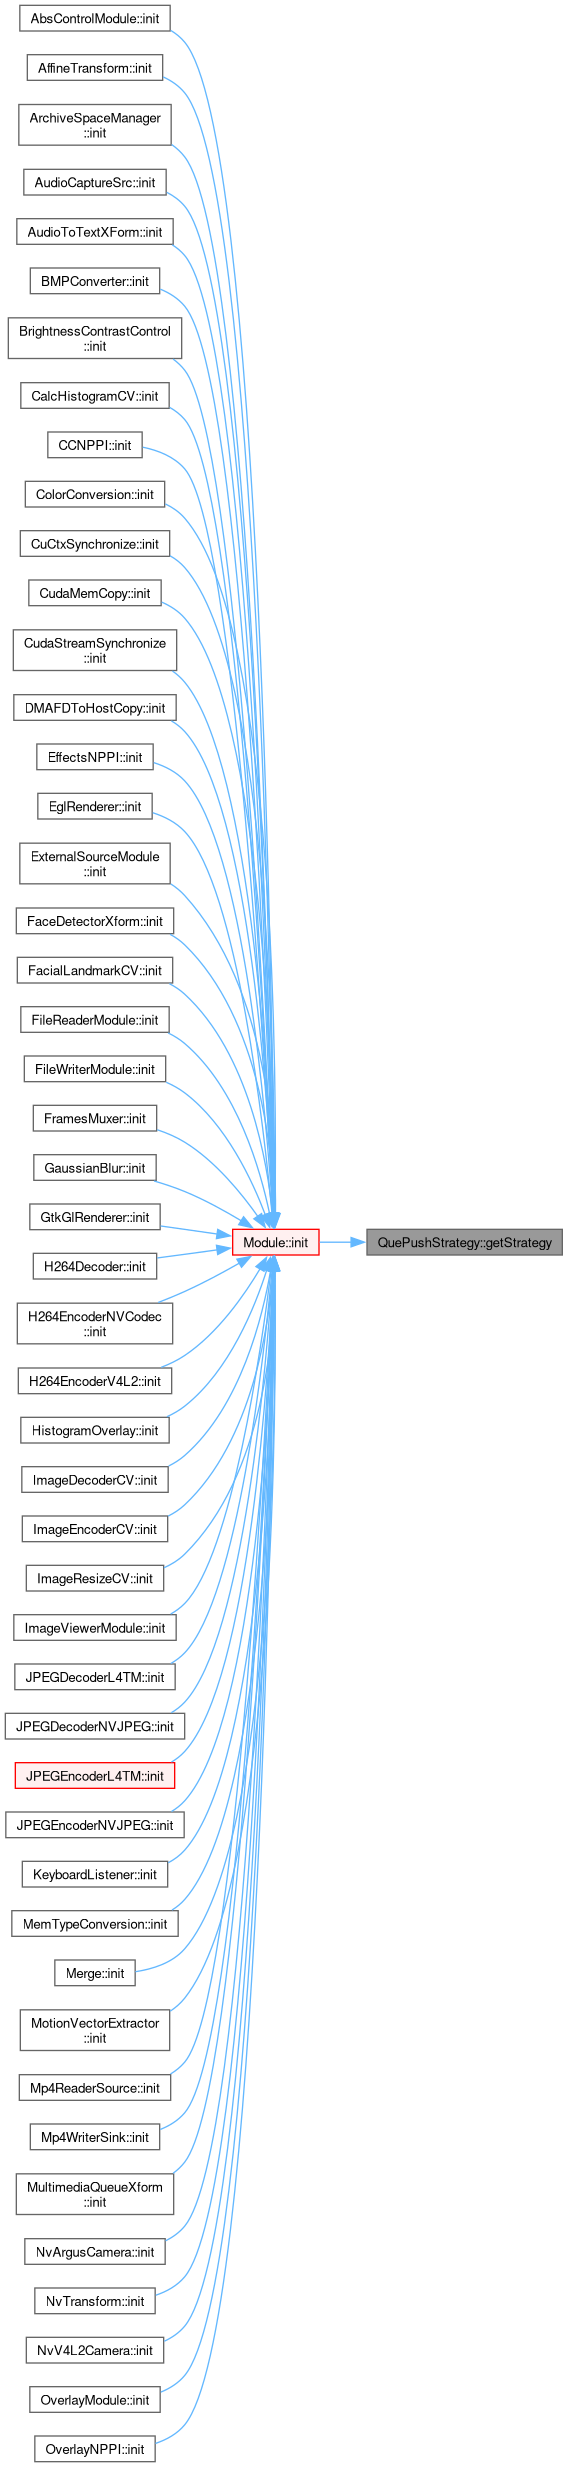 AbsControlModule::init
AffineTransform::init
ArchiveSpaceManager
::init
AudioCaptureSrc::init
AudioToTextXForm::init
BMPConverter::init
BrightnessContrastControl
::init
CalcHistogramCV::init
CCNPPI::init
ColorConversion::init
CuCtxSynchronize::init
CudaMemCopy::init
CudaStreamSynchronize
::init
DMAFDToHostCopy::init
EffectsNPPI::init
EglRenderer::init
ExternalSourceModule
::init
FaceDetectorXform::init
FacialLandmarkCV::init
FileReaderModule::init
FileWriterModule::init
FramesMuxer::init
GaussianBlur::init
GtkGlRenderer::init
Module::init
QuePushStrategy::getStrategy
H264Decoder::init
H264EncoderNVCodec
::init
H264EncoderV4L2::init
HistogramOverlay::init
ImageDecoderCV::init
ImageEncoderCV::init
ImageResizeCV::init
ImageViewerModule::init
JPEGDecoderL4TM::init
JPEGDecoderNVJPEG::init
JPEGEncoderL4TM::init
JPEGEncoderNVJPEG::init
KeyboardListener::init
MemTypeConversion::init
Merge::init
MotionVectorExtractor
::init
Mp4ReaderSource::init
Mp4WriterSink::init
MultimediaQueueXform
::init
NvArgusCamera::init
NvTransform::init
NvV4L2Camera::init
OverlayModule::init
OverlayNPPI::init